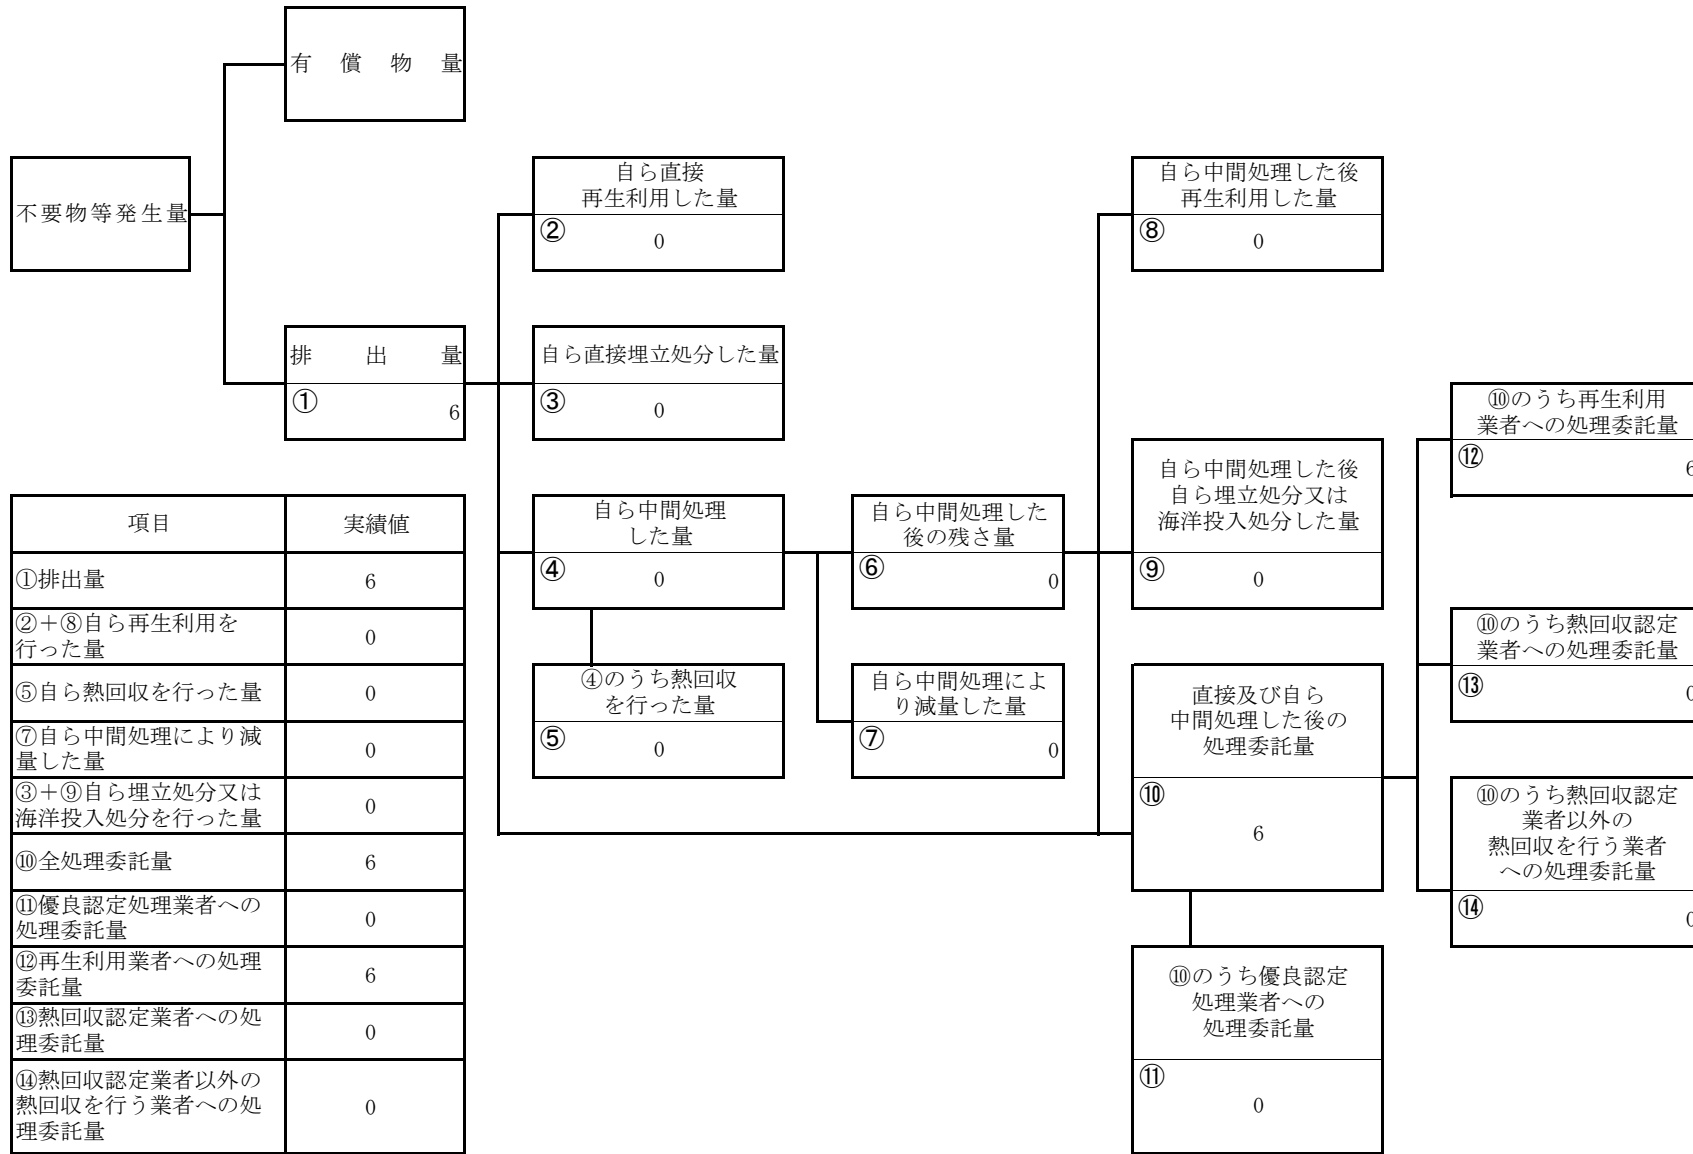 有償物量
不要物等発生量
排出量
①
6
自ら直接
再生利用した量
②
0
自ら直接埋立処分した量
③
0
自ら中間処理
した量
④
0
④のうち熱回収
を行った量
⑤
0
自ら中間処理した
後の残さ量
⑥
0
自ら中間処理によ
り減量した量
⑦
0
自ら中間処理した後
再生利用した量
⑧
0
自ら中間処理した後
自ら埋立処分又は
海洋投入処分した量
⑨
0
直接及び自ら
中間処理した後の
処理委託量
⑩
6
⑩のうち優良認定
処理業者への
処理委託量
⑪
0
⑩のうち再生利用
業者への処理委託量
⑫
6
⑩のうち熱回収認定
業者への処理委託量
⑬
0
⑩のうち熱回収認定
業者以外の
熱回収を行う業者
への処理委託量
⑭
0
項目 実績値
①排出量 6
②＋⑧自ら再生利用を
行った量 0
⑤自ら熱回収を行った量 0
⑦自ら中間処理により減
量した量 0
③＋⑨自ら埋立処分又は
海洋投入処分を行った量 0
⑩全処理委託量 6
⑪優良認定処理業者への
処理委託量 0
⑫再生利用業者への処理
委託量 6
⑬熱回収認定業者への処
理委託量 0
⑭熱回収認定業者以外の
熱回収を行う業者への処
理委託量 0